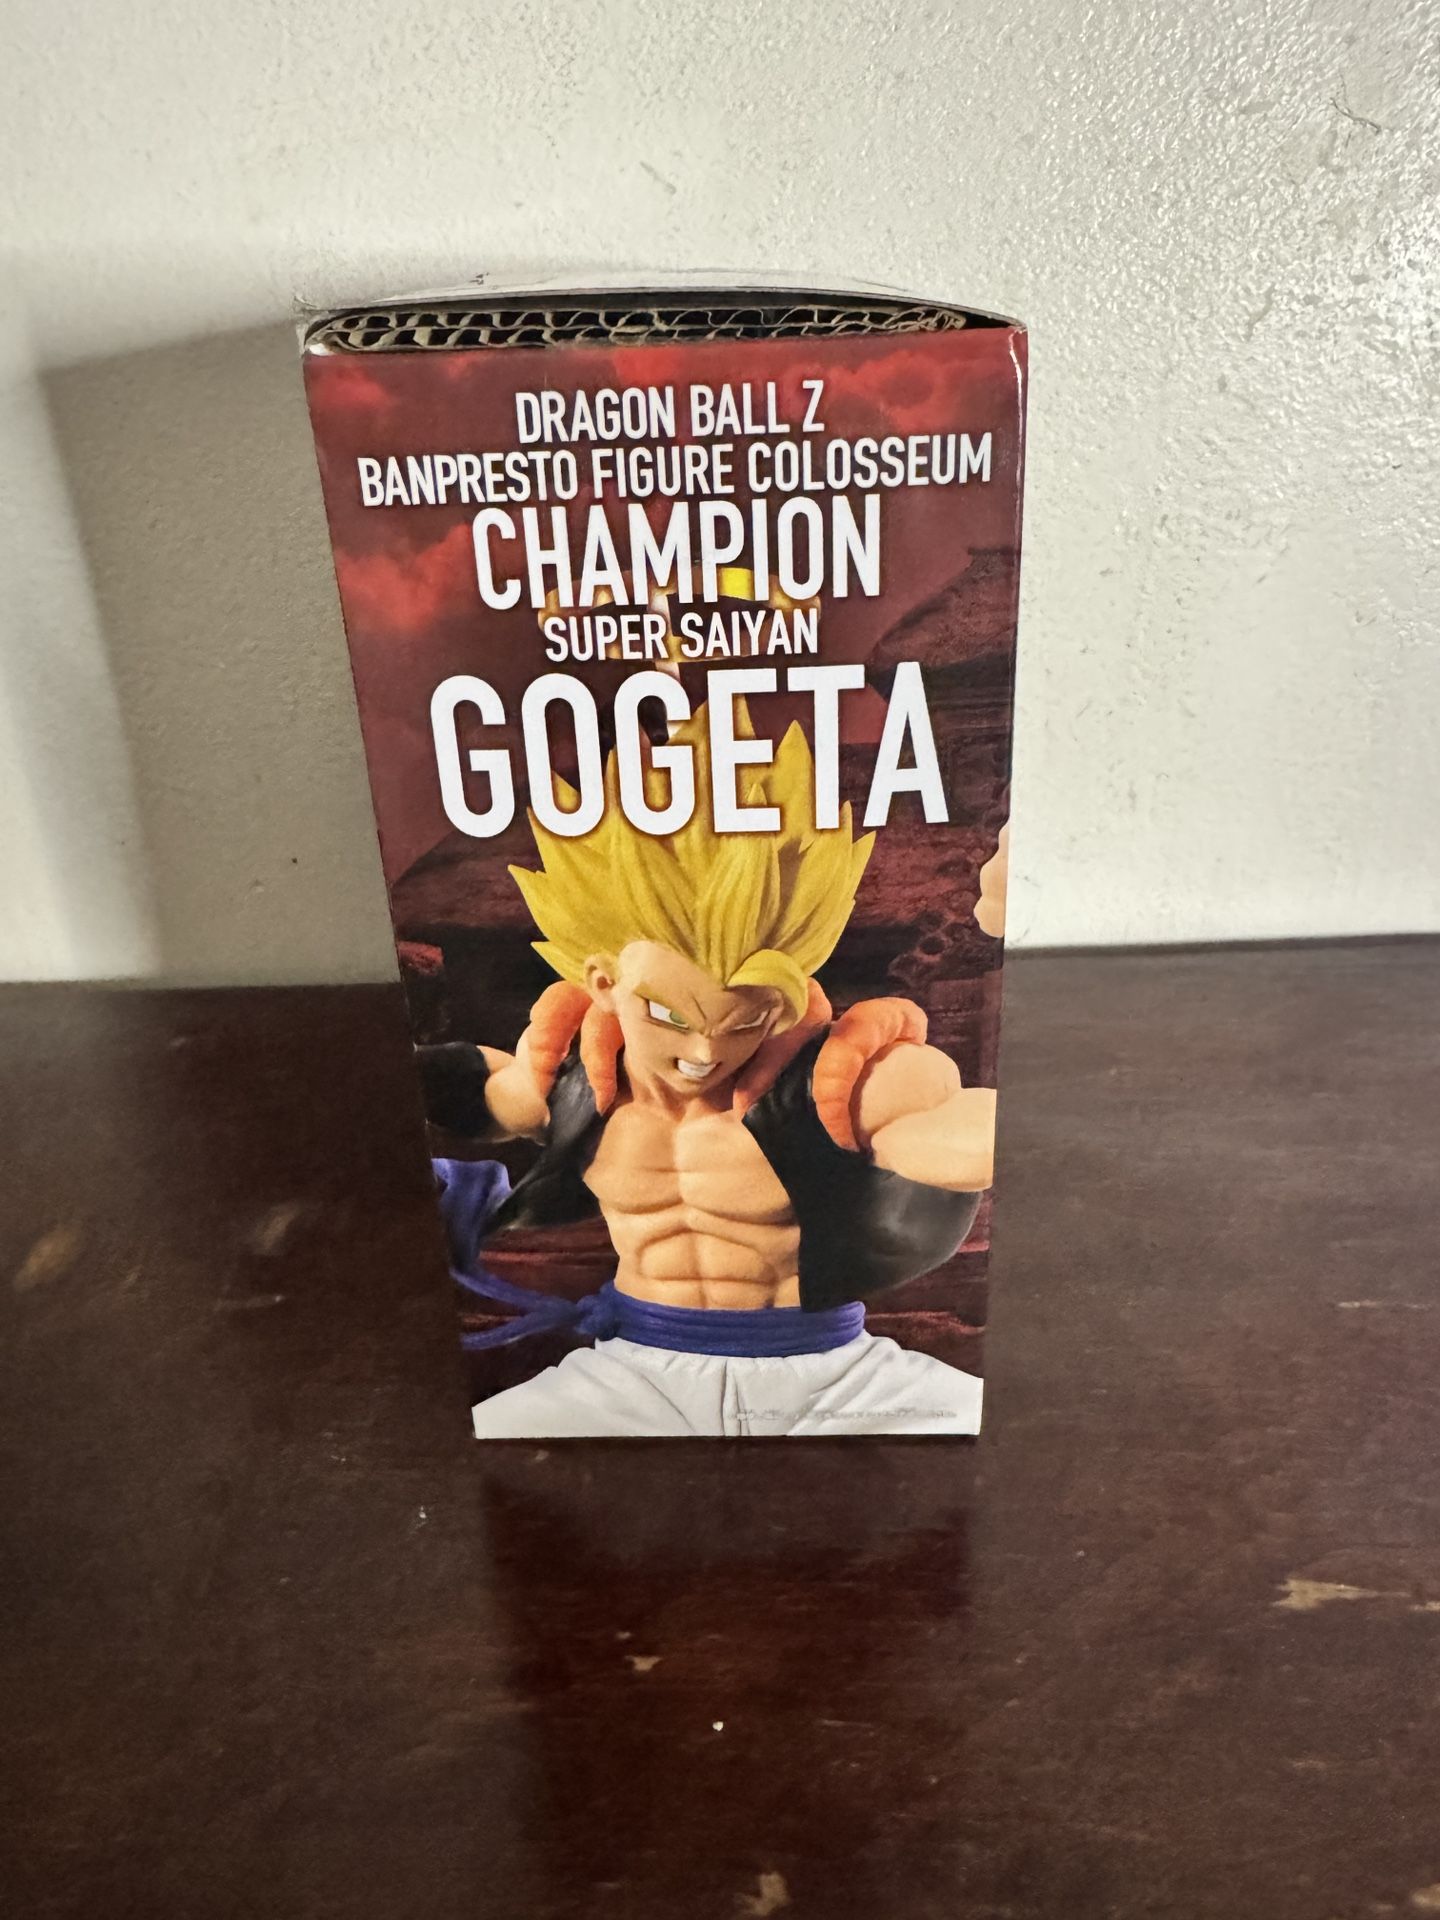 DRAGON BALL Z
BANPRESTO FIGURE COLOSSEUM
CHAMPION
SUPER SAIYAN
GOGETA